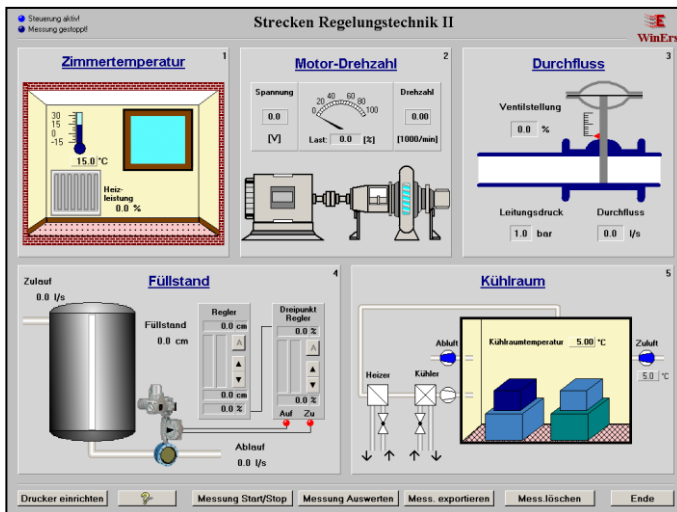 Steuerung aktiv!
Messung gestoppt!
Strecken Regelungstechnik II
WinErs
Zimmertemperatur
1
30
15
0
-15
15.0 °C
Heiz-
leistung
0.0 %
Motor-Drehzahl
2
Spannung
0.0
[V]
0 20 40 60 80 100
Last: 0.0 [%]
Drehzahl
0.00
[1000/min]
Durchfluss
3
Ventilstellung
0.0 %
Leitungsdruck
1.0 bar
Durchfluss
0.0 l/s
Füllstand
4
Zulauf
0.0 l/s
Füllstand
0.0 cm
Regler
0.0 cm
A
0.0 cm
0.0 %
Dreipunkt
Regler
0.0 %
A
0.0 %
Auf Zu
Ablauf
0.0 l/s
Kühlraum
5
Abluft
Kühlraumtemperatur 5.00 °C
Zuluft
5.0 °C
Heizer
Kühler
Drucker einrichten
?
Messung Start/Stop
Messung Auswerten
Mess. exportieren
Mess.löschen
Ende